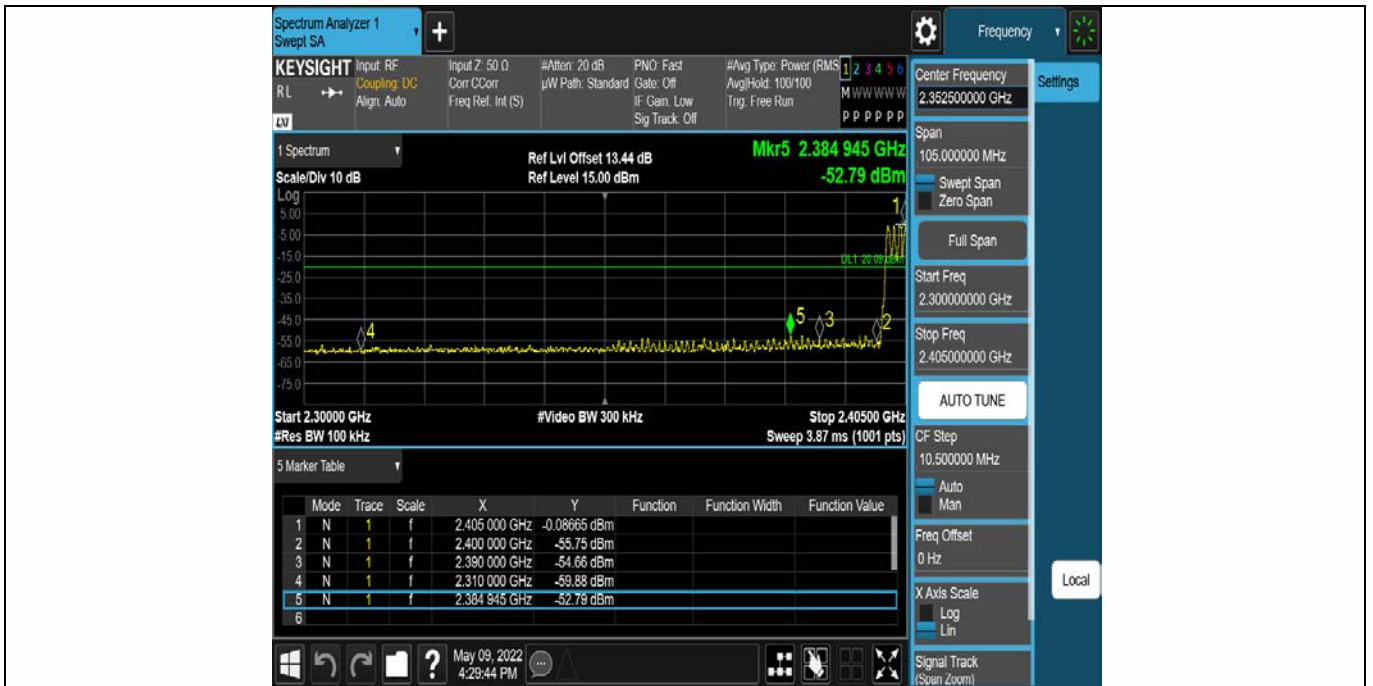 Spectrum Analyzer 1
Swept SA
+
Frequency
KEYSIGHT
RL
LXI
Input: RF
Coupling: DC
Align: Auto
Input Z: 50 Ω
Corr CCorr
Freq Ref: Int (S)
#Atten: 20 dB
µW Path: Standard
PNO: Fast
Gate: Off
IF Gain: Low
Sig Track: Off
#Avg Type: Power (RMS
Avg|Hold: 100/100
Trig: Free Run
1 2 3 4 5 6
M W W W W W
P P P P P P
1 Spectrum
Scale/Div 10 dB
Ref Lvl Offset 13.44 dB
Ref Level 15.00 dBm
Mkr5 2.384 945 GHz
-52.79 dBm
Log
5.00
-5.00
-15.0
-25.0
-35.0
-45.0
-55.0
-65.0
-75.0
1
DL1 -20.09 dBm
4
5
3
2
Start 2.30000 GHz
#Res BW 100 kHz
#Video BW 300 kHz
Stop 2.40500 GHz
Sweep 3.87 ms (1001 pts)
5 Marker Table
Mode Trace Scale X Y Function Function Width Function Value
1 N 1 f 2.405 000 GHz -0.08665 dBm
2 N 1 f 2.400 000 GHz -55.75 dBm
3 N 1 f 2.390 000 GHz -54.66 dBm
4 N 1 f 2.310 000 GHz -59.88 dBm
5 N 1 f 2.384 945 GHz -52.79 dBm
6
?
May 09, 2022
4:29:44 PM
Center Frequency
2.352500000 GHz
Settings
Span
105.000000 MHz
Swept Span
Zero Span
Full Span
Start Freq
2.300000000 GHz
Stop Freq
2.405000000 GHz
AUTO TUNE
CF Step
10.500000 MHz
Auto
Man
Freq Offset
0 Hz
X Axis Scale
Log
Lin
Local
Signal Track
(Span Zoom)